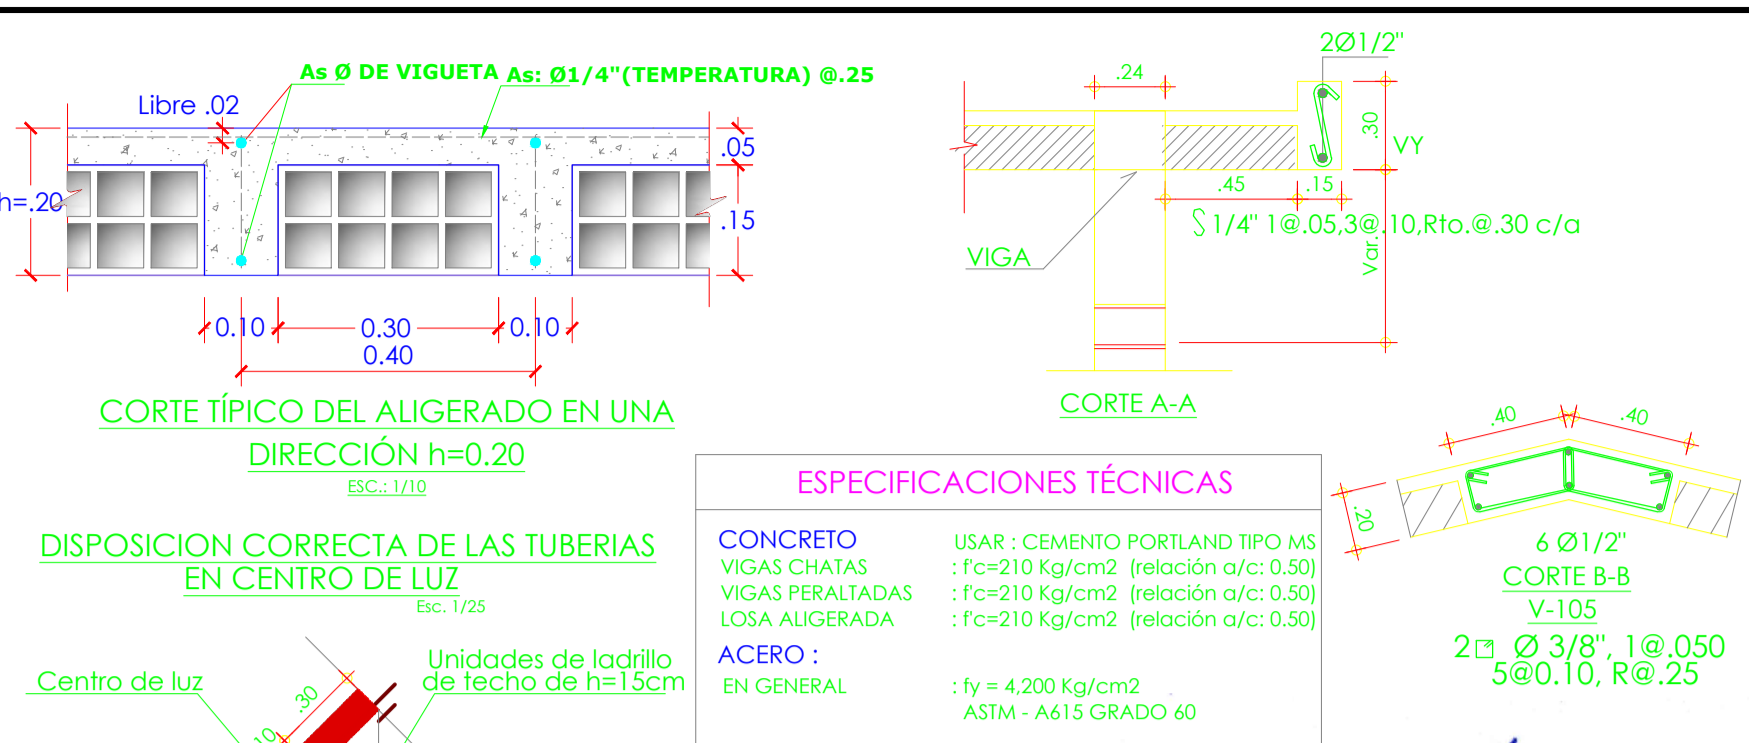 As Ø DE VIGUETA
As: Ø1/4"(TEMPERATURA) @.25
Libre .02
.05
h=.20
.15
0.10
0.30
0.10
0.40
CORTE TÍPICO DEL ALIGERADO EN UNA
DIRECCIÓN h=0.20
ESC.: 1/10
2Ø1/2"
.24
.30
VY
.45
.15
1/4" 1@.05,3@.10,Rto.@.30 c/a
Var.
VIGA
CORTE A-A
.40
.40
.20
6 Ø1/2"
CORTE B-B
V-105
2 Ø 3/8", 1@.050
5@0.10, R@.25
DISPOSICION CORRECTA DE LAS TUBERIAS
EN CENTRO DE LUZ
Esc. 1/25
Centro de luz
Unidades de ladrillo
de techo de h=15cm
.30
.10
ESPECIFICACIONES TÉCNICAS
CONCRETO USAR : CEMENTO PORTLAND TIPO MS
VIGAS CHATAS : f'c=210 Kg/cm2 (relación a/c: 0.50)
VIGAS PERALTADAS : f'c=210 Kg/cm2 (relación a/c: 0.50)
LOSA ALIGERADA : f'c=210 Kg/cm2 (relación a/c: 0.50)
ACERO :
EN GENERAL : fy = 4,200 Kg/cm2
ASTM - A615 GRADO 60